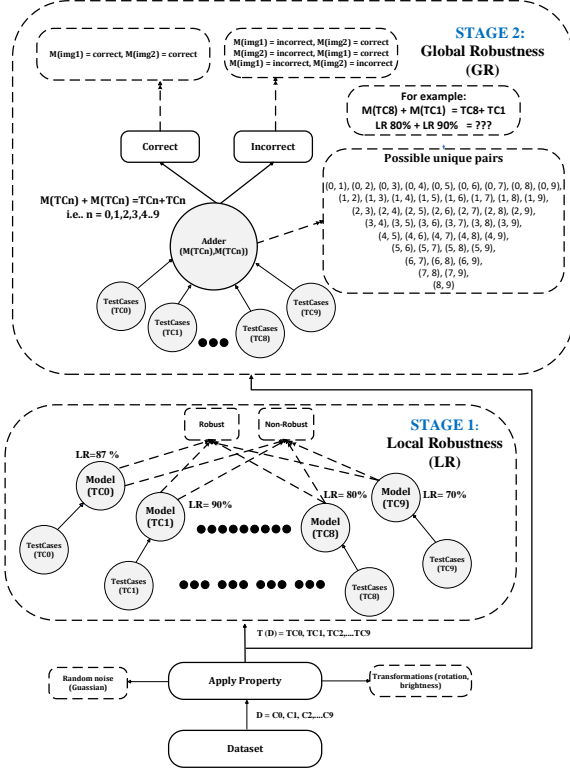 STAGE 2:
Global Robustness
(GR)
M(img1) = correct, M(img2) = correct
M(img1) = incorrect, M(img2) = correct
M(img2) = incorrect, M(img1) = correct
M(img1) = incorrect, M(img2) = incorrect
For example:
M(TC8) + M(TC1) = TC8+ TC1
LR 80% + LR 90% = ???
Correct
Incorrect
Possible unique pairs
(0, 1), (0, 2), (0, 3), (0, 4), (0, 5), (0, 6), (0, 7), (0, 8), (0, 9),
(1, 2), (1, 3), (1, 4), (1, 5), (1, 6), (1, 7), (1, 8), (1, 9),
(2, 3), (2, 4), (2, 5), (2, 6), (2, 7), (2, 8), (2, 9),
(3, 4), (3, 5), (3, 6), (3, 7), (3, 8), (3, 9),
(4, 5), (4, 6), (4, 7), (4, 8), (4, 9),
(5, 6), (5, 7), (5, 8), (5, 9),
(6, 7), (6, 8), (6, 9),
(7, 8), (7, 9),
(8, 9)
M(TCn) + M(TCn) =TCn+TCn
i.e.. n = 0,1,2,3,4..9
Adder
(M(TCn),M(TCn))
TestCases
(TC0)
TestCases
(TC1)
TestCases
(TC8)
TestCases
(TC9)
STAGE 1:
Local Robustness
(LR)
Robust
Non-Robust
LR=87 %
Model
(TC0)
Model
(TC1)
LR= 90%
Model
(TC8)
LR= 80%
Model
(TC9)
LR= 70%
TestCases
(TC0)
TestCases
(TC1)
TestCases
(TC8)
TestCases
(TC9)
T (D) = TC0, TC1, TC2,....TC9
Random noise
(Guassian)
Apply Property
Transformations (rotation,
brightness)
D = C0, C1, C2,....C9
Dataset